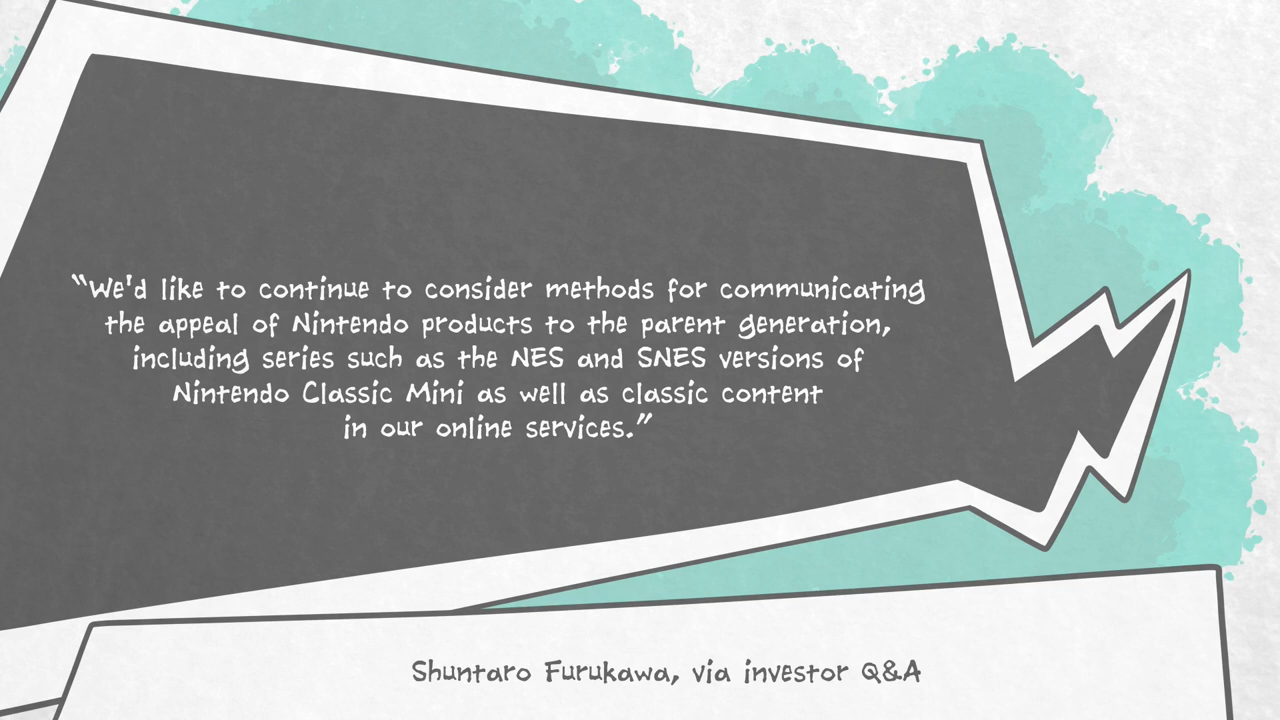 “We'd like to continue to consider methods for communicating
the appeal of Nintendo products to the parent generation,
including series such as the NES and SNES versions of
Nintendo Classic Mini as well as classic content
in our online services.”
Shuntaro Furukawa, via investor Q&A